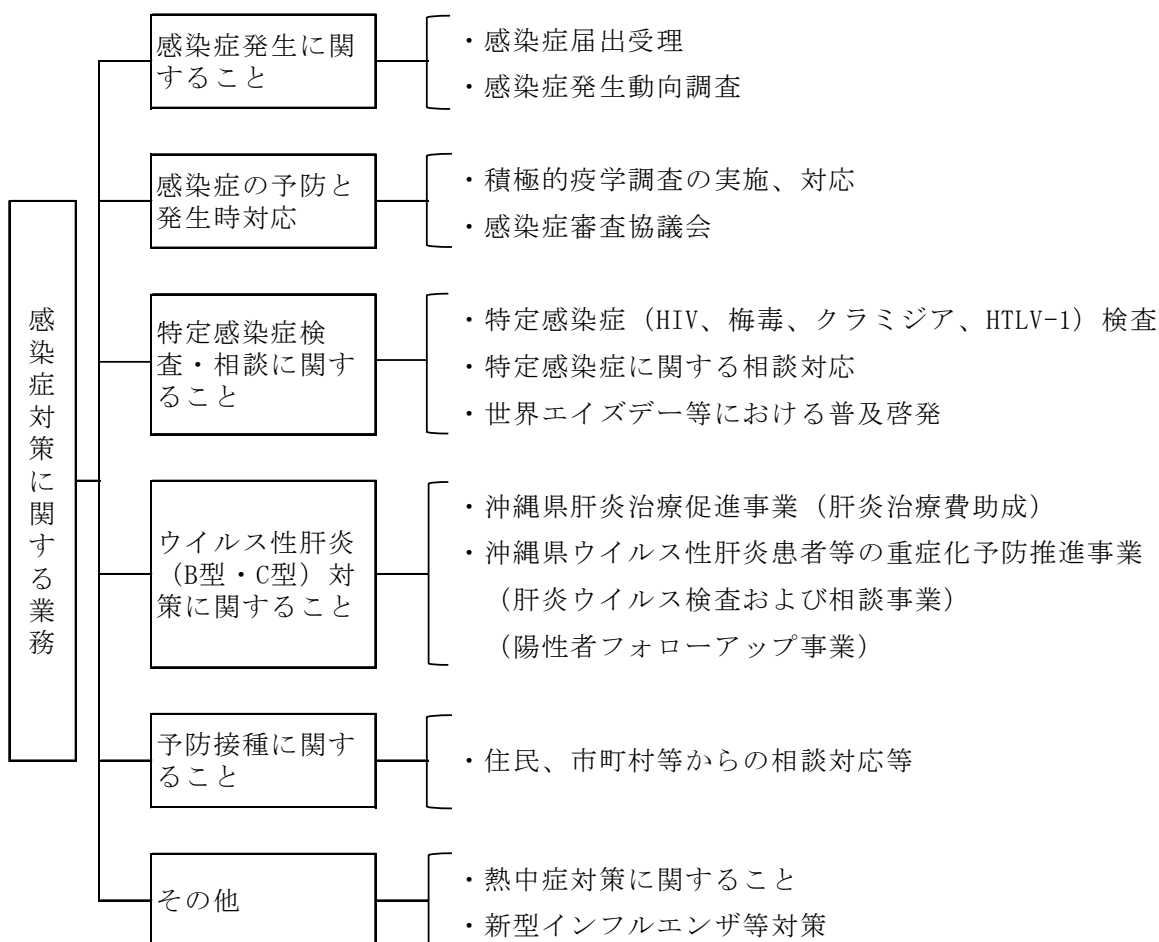 感染症対策に関する業務
感染症発生に関
すること
・感染症届出受理
・感染症発生動向調査
感染症の予防と
発生時対応
・積極的疫学調査の実施、対応
・感染症審査協議会
特定感染症検
査・相談に関す
ること
・特定感染症（HIV、梅毒、クラミジア、HTLV-1）検査
・特定感染症に関する相談対応
・世界エイズデー等における普及啓発
ウイルス性肝炎
（B型・C型）対
策に関すること
・沖縄県肝炎治療促進事業（肝炎治療費助成）
・沖縄県ウイルス性肝炎患者等の重症化予防推進事業
（肝炎ウイルス検査および相談事業）
（陽性者フォローアップ事業）
予防接種に関す
ること
・住民、市町村等からの相談対応等
その他
・熱中症対策に関すること
・新型インフルエンザ等対策